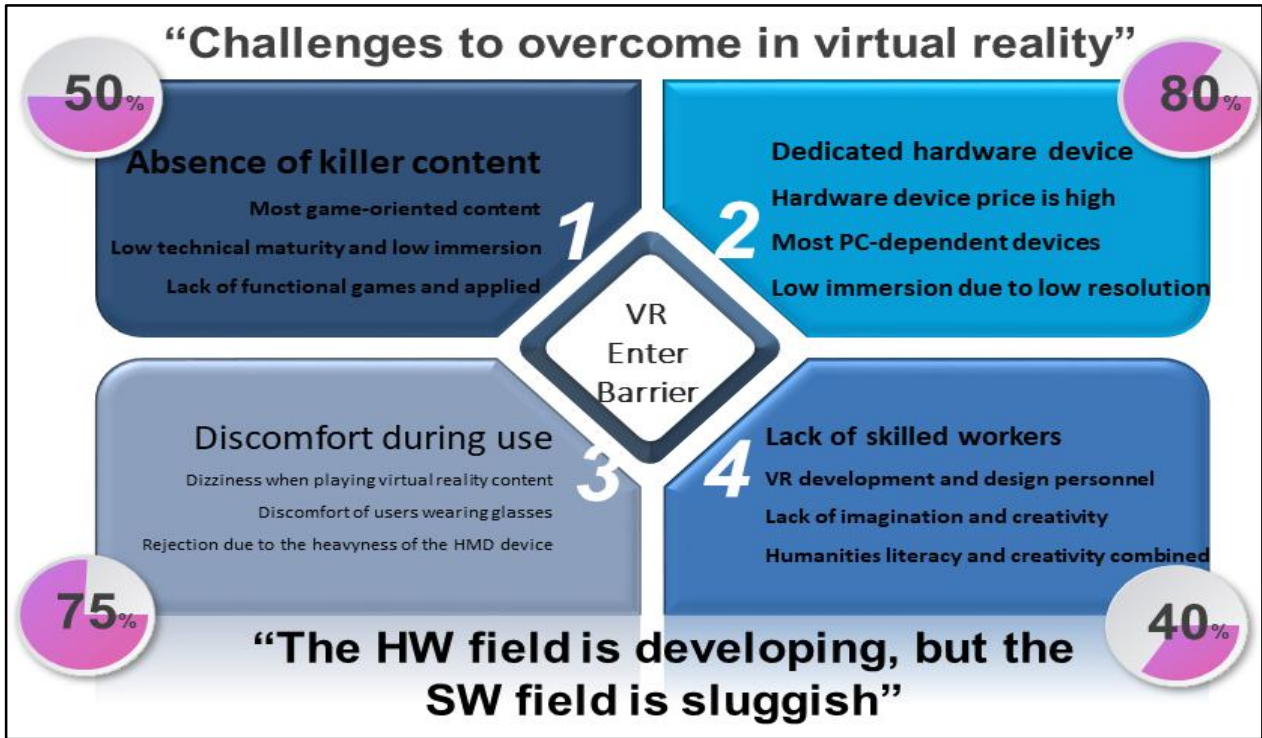 “Challenges to overcome in virtual reality”
50%
Absence of killer content
Most game-oriented content
Low technical maturity and low immersion
Lack of functional games and applied
1
80%
Dedicated hardware device
Hardware device price is high
Most PC-dependent devices
Low immersion due to low resolution
2
VR
Enter
Barrier
Discomfort during use
Dizziness when playing virtual reality content
Discomfort of users wearing glasses
Rejection due to the heavyness of the HMD device
3
75%
Lack of skilled workers
VR development and design personnel
Lack of imagination and creativity
Humanities literacy and creativity combined
4
40%
“The HW field is developing, but the
SW field is sluggish”